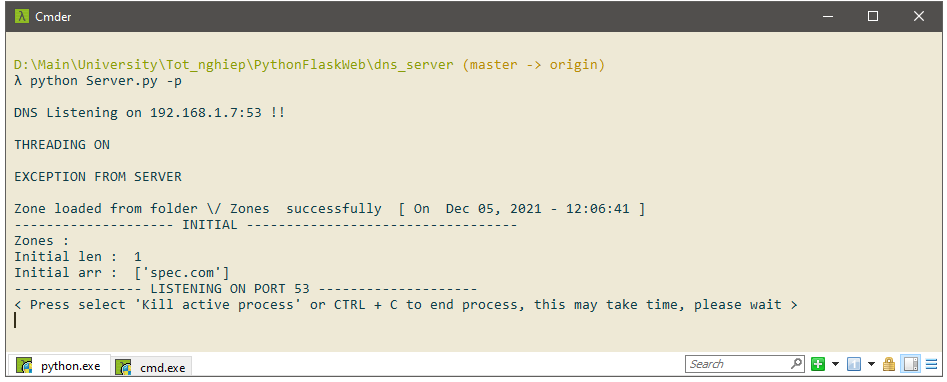 Cmder
D:\Main\University\Tot_nghiep\PythonFlaskWeb\dns_server (master -> origin)
λ python Server.py -p
DNS Listening on 192.168.1.7:53 !!
THREADING ON
EXCEPTION FROM SERVER
Zone loaded from folder \/ Zones  successfully  [ On  Dec 05, 2021 - 12:06:41 ]
-------------------- INITIAL ----------------------------------
Zones :
Initial len :  1
Initial arr :  ['spec.com']
---------------- LISTENING ON PORT 53 --------------------
< Press select 'Kill active process' or CTRL + C to end process, this may take time, please wait >
python.exe cmd.exe Search